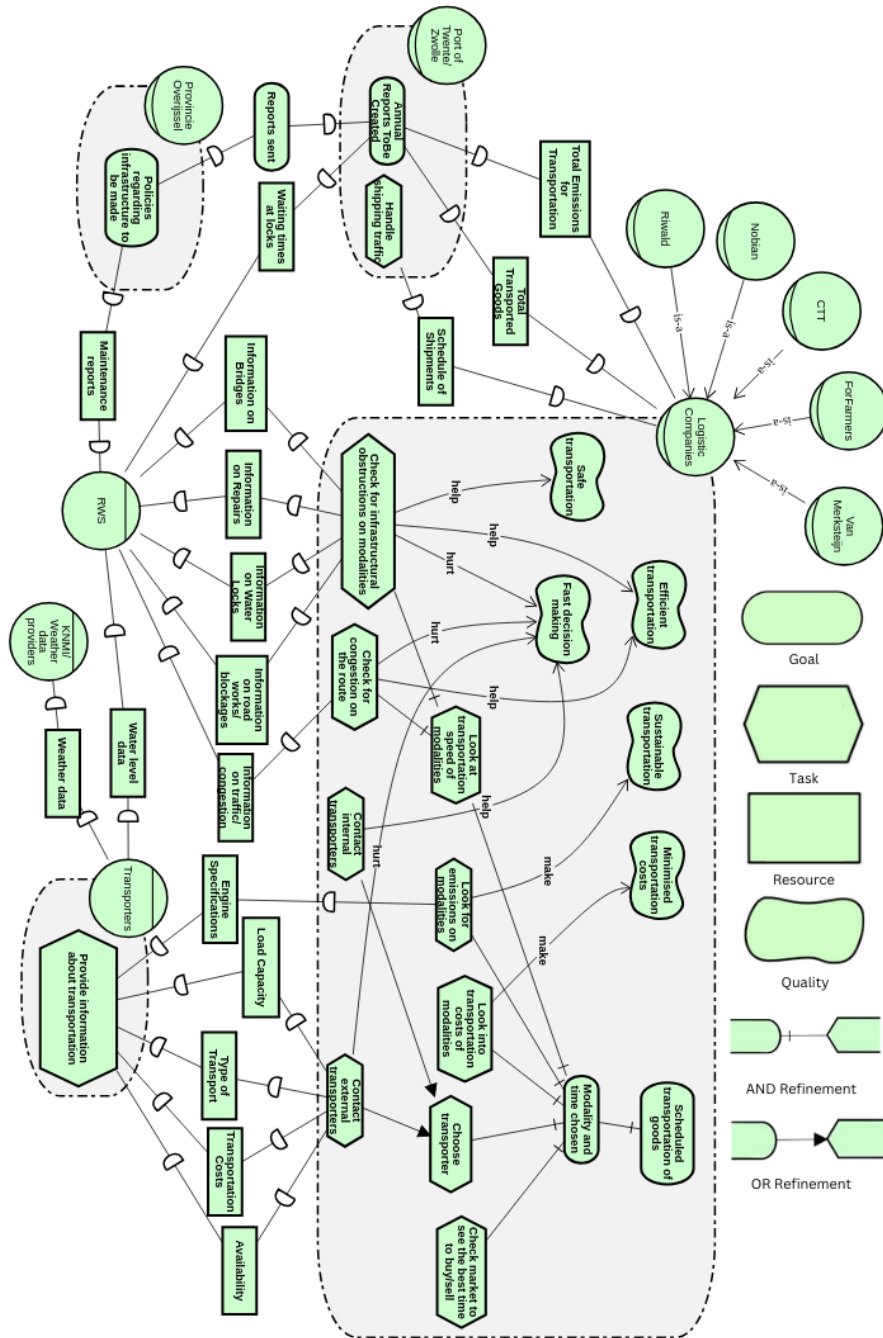 Port of
Twente/
Zwolle
Annual
Reports ToBe
Created
Handle
shipping traffic
Provincie
Overijssel
Policies
regarding
infrastructure to
be made
Reports sent
Waiting times
at locks
Maintenance
reports
Total Emissions
for
Transportation
Total
Transported
Goods
Schedule of
Shipments
Riwald
Nobian
CTT
ForFarmers
Van
Merksteijn
is-a
is-a
is-a
is-a
is-a
Logistic
Companies
Information on
Bridges
Information
on Repairs
Information
on Water
Locks
Information
on road
works/
blockages
Information
on traffic/
congestion
RWS
KNMI/
Weather
data
providers
Water level
data
Weather data
Transporters
Provide information
about transportation
Engine
Specifications
Load Capacity
Type of
Transport
Transportation
Costs
Availability
Safe
transportation
Efficient
transportation
Fast decision
making
Sustainable
transportation
Minimised
transportation
costs
help
help
hurt
hurt
help
help
hurt
make
make
Check for infrastructural
obstructions on modalities
Check for
congestion on
the route
Look at
transportation
speed of
modalities
Contact
internal
transporters
Look for
emissions on
modalities
Look into
transportation
costs of
modalities
Contact
external
transporters
Choose
transporter
Modality and
time chosen
Scheduled
transportation of
goods
Check market to
see the best time
to buy/sell
Goal
Task
Resource
Quality
AND Refinement
OR Refinement